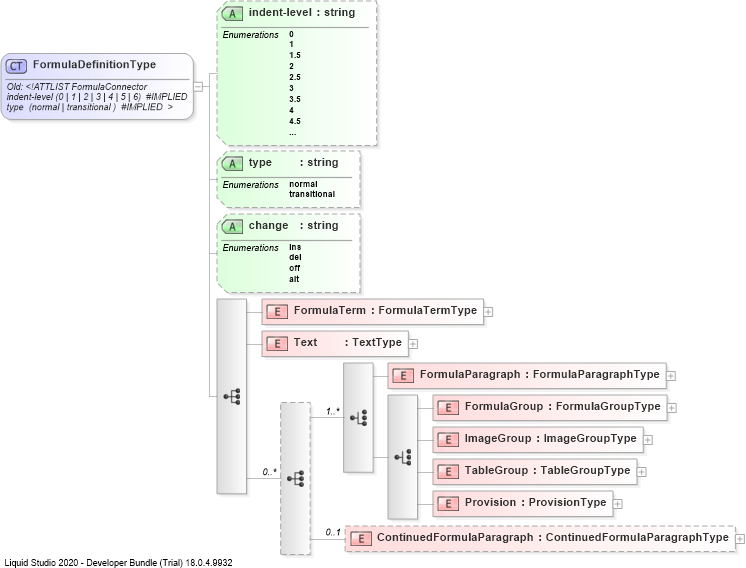 CT FormulaDefinitionType
Old: <!ATTLIST FormulaConnector
indent-level (0 | 1 | 2 | 3 | 4 | 5 | 6) #IMPLIED
type (normal | transitional ) #IMPLIED >
A indent-level : string
Enumerations 0
1
1.5
2
2.5
3
3.5
4
4.5
...
A type : string
Enumerations normal
transitional
A change : string
Enumerations ins
del
off
alt
E FormulaTerm : FormulaTermType
E Text : TextType
E FormulaParagraph : FormulaParagraphType
1..*
E FormulaGroup : FormulaGroupType
E ImageGroup : ImageGroupType
0..*
E TableGroup : TableGroupType
E Provision : ProvisionType
0..1
E ContinuedFormulaParagraph : ContinuedFormulaParagraphType
Liquid Studio 2020 - Developer Bundle (Trial) 18.0.4.9932